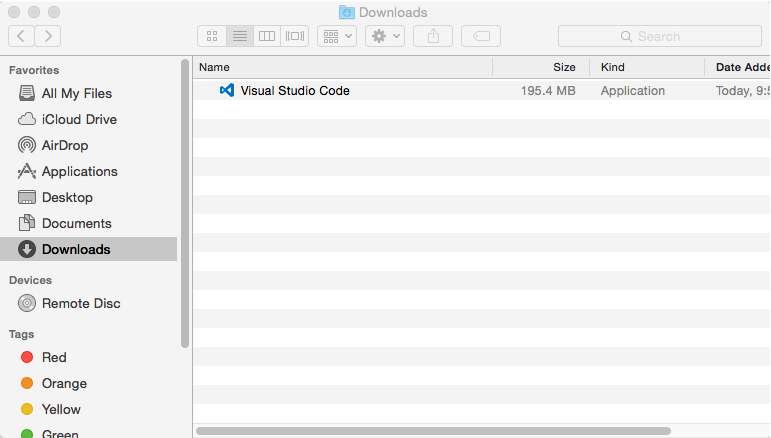 Downloads
Search
Favorites
All My Files
iCloud Drive
AirDrop
Applications
Desktop
Documents
Downloads
Devices
Remote Disc
Tags
Red
Orange
Yellow
Green
Name Size Kind Date Adde
Visual Studio Code 195.4 MB Application Today, 9:5